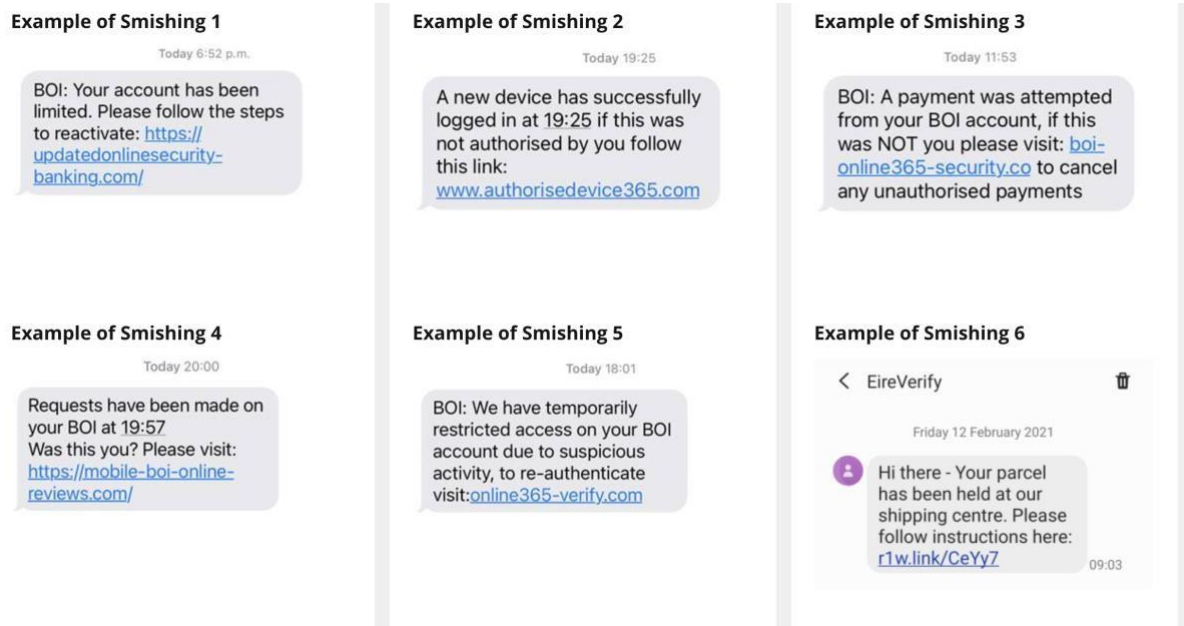 Example of Smishing 1
Today 6:52 p.m.
BOI: Your account has been
limited. Please follow the steps
to reactivate: https://
updatedonlinesecurity-
banking.com/
Example of Smishing 2
Today 19:25
A new device has successfully
logged in at 19:25 if this was
not authorised by you follow
this link:
www.authorisedevice365.com
Example of Smishing 3
Today 11:53
BOI: A payment was attempted
from your BOI account, if this
was NOT you please visit: boi-
online365-security.co to cancel
any unauthorised payments
Example of Smishing 4
Today 20:00
Requests have been made on
your BOI at 19:57
Was this you? Please visit:
https://mobile-boi-online-
reviews.com/
Example of Smishing 5
Today 18:01
BOI: We have temporarily
restricted access on your BOI
account due to suspicious
activity, to re-authenticate
visit:online365-verify.com
Example of Smishing 6
EireVerify
Friday 12 February 2021
Hi there - Your parcel
has been held at our
shipping centre. Please
follow instructions here:
r1w.link/CeYy7
09:03